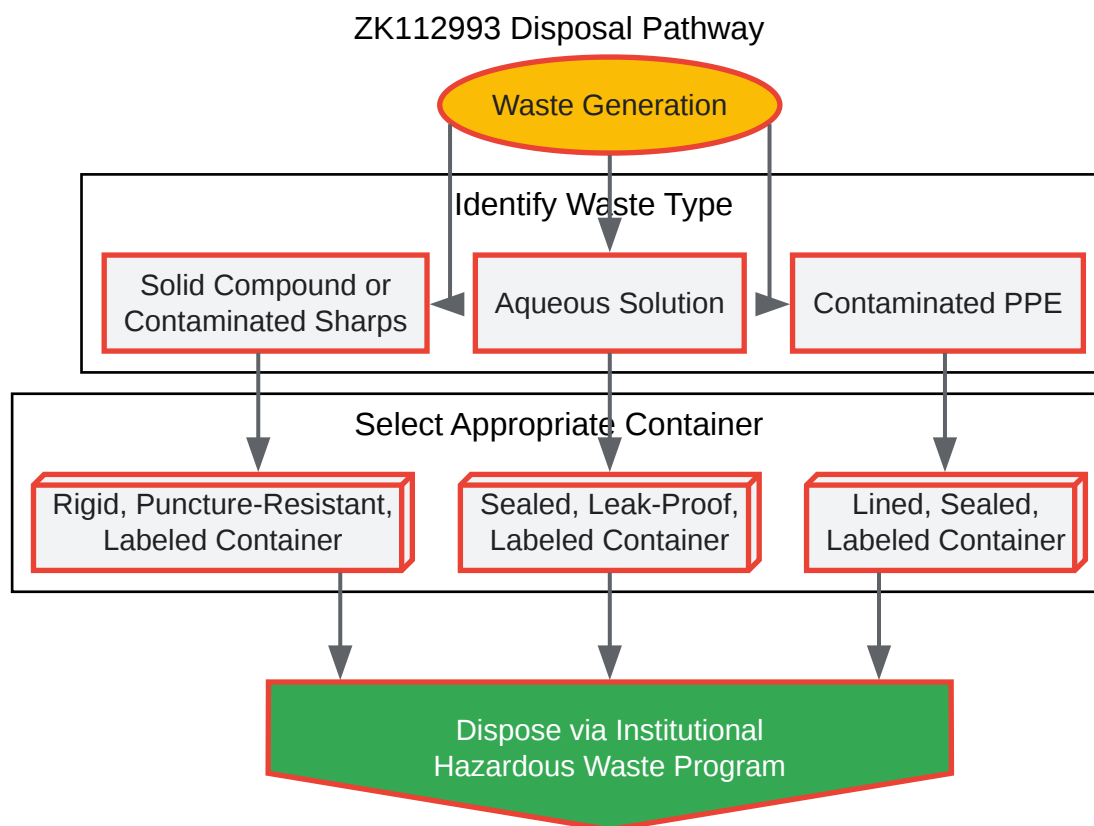 ZK112993 Disposal Pathway
Waste Generation
Identify Waste Type
Solid Compound or
Contaminated Sharps
Aqueous Solution
Contaminated PPE
Select Appropriate Container
Rigid, Puncture-Resistant,
Labeled Container
Sealed, Leak-Proof,
Labeled Container
Lined, Sealed,
Labeled Container
Dispose via Institutional
Hazardous Waste Program